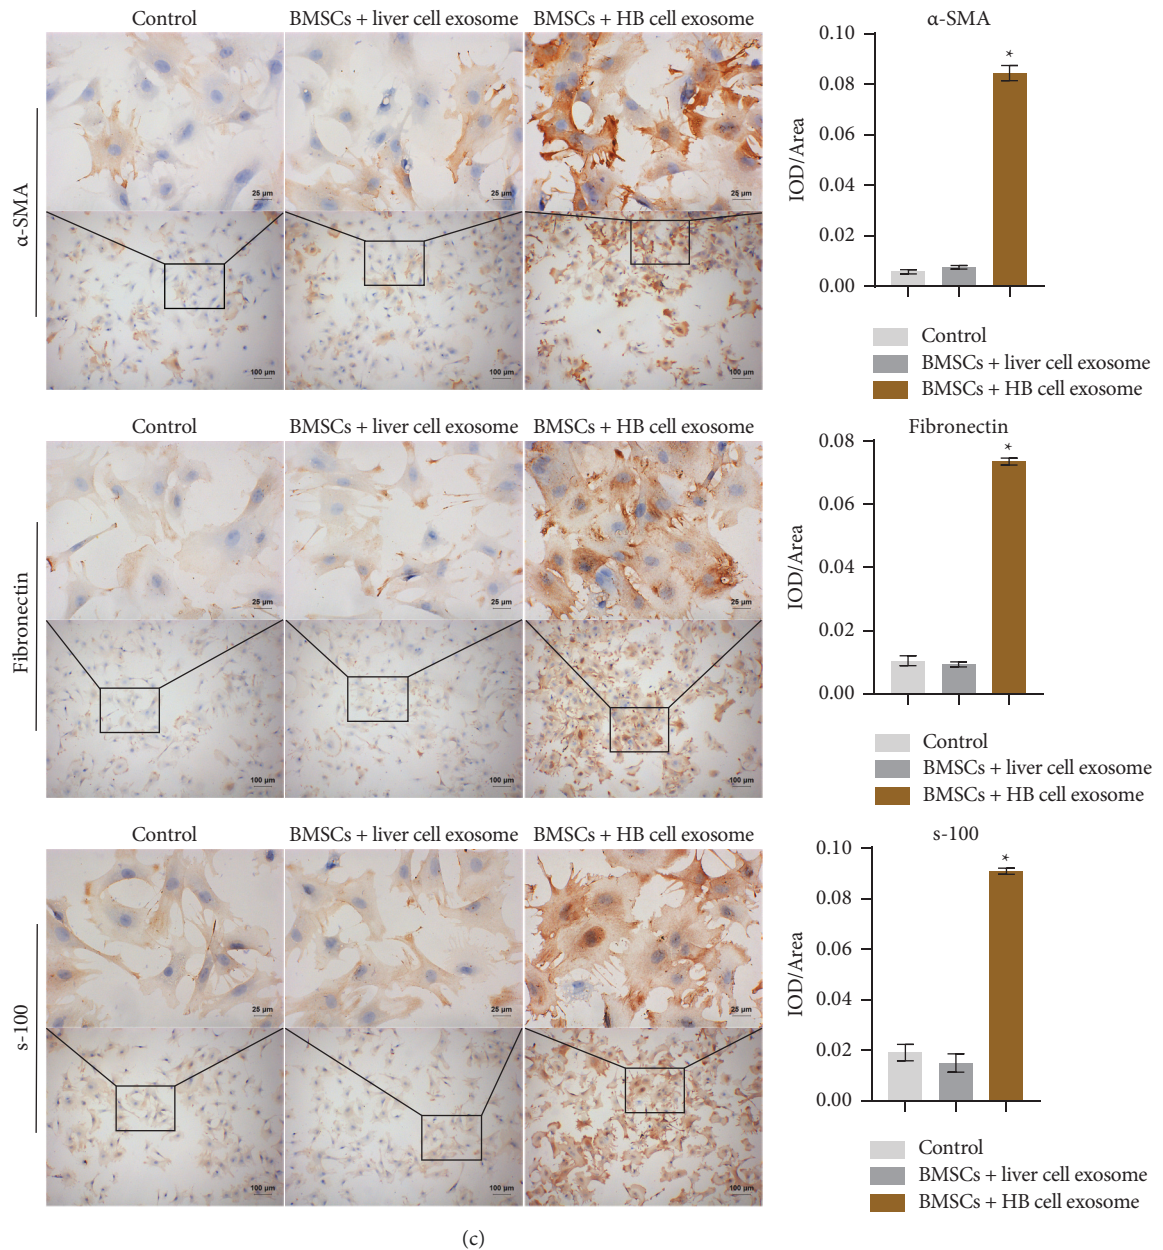 Control
BMSCs + liver cell exosome
BMSCs + HB cell exosome
α-SMA
25 µm
25 µm
25 µm
100 µm
100 µm
100 µm
α-SMA
IOD/Area
0.10
0.08
0.06
0.04
0.02
0.00
*
Control
BMSCs + liver cell exosome
BMSCs + HB cell exosome
Control
BMSCs + liver cell exosome
BMSCs + HB cell exosome
Fibronectin
25 µm
25 µm
25 µm
100 µm
100 µm
100 µm
Fibronectin
IOD/Area
0.08
0.06
0.04
0.02
0.00
*
Control
BMSCs + liver cell exosome
BMSCs + HB cell exosome
Control
BMSCs + liver cell exosome
BMSCs + HB cell exosome
s-100
25 µm
25 µm
25 µm
100 µm
100 µm
100 µm
s-100
IOD/Area
0.10
0.08
0.06
0.04
0.02
0.00
*
Control
BMSCs + liver cell exosome
BMSCs + HB cell exosome
(c)